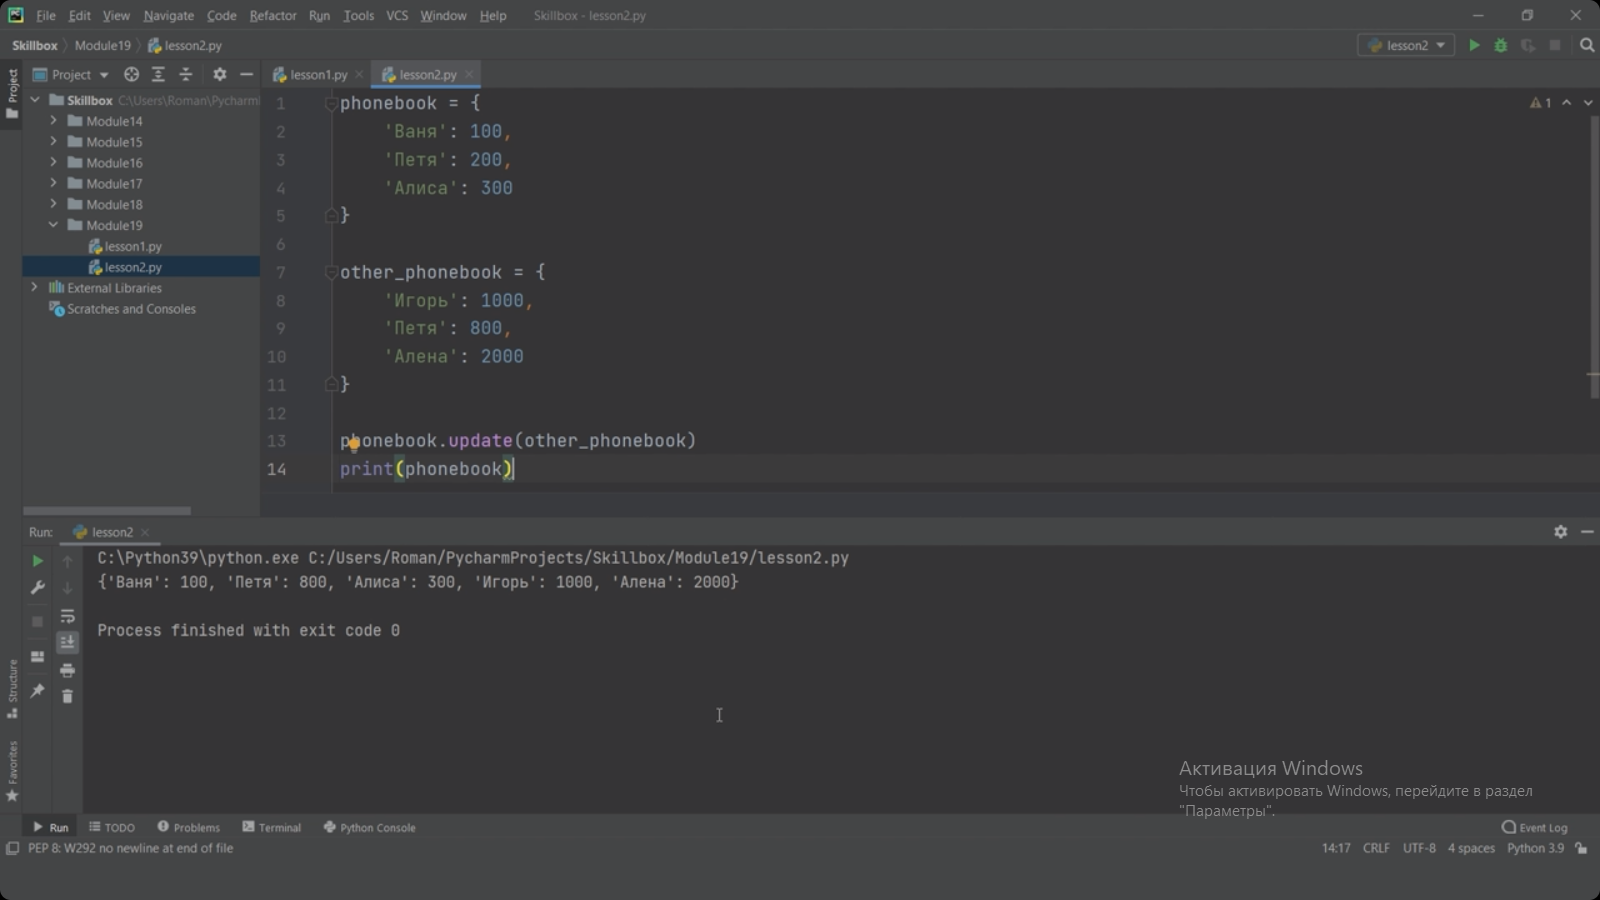 File Edit View Navigate Code Refactor Run Tools VCS Window Help Skillbox - lesson2.py
Skillbox Module19 lesson2.py lesson2
Project
Project lesson1.py lesson2.py
Skillbox C:\Users\Roman\Pycharm
Module14
Module15
Module16
Module17
Module18
Module19
lesson1.py
lesson2.py
External Libraries
Scratches and Consoles
1 phonebook = {
2 'Ваня': 100,
3 'Петя': 200,
4 'Алиса': 300
5 }
6
7 other_phonebook = {
8 'Игорь': 1000,
9 'Петя': 800,
10 'Алена': 2000
11 }
12
13 phonebook.update(other_phonebook)
14 print(phonebook)
1
Run: lesson2
C:\Python39\python.exe C:/Users/Roman/PycharmProjects/Skillbox/Module19/lesson2.py
{'Ваня': 100, 'Петя': 800, 'Алиса': 300, 'Игорь': 1000, 'Алена': 2000}
Process finished with exit code 0
Structure
Favorites
Активация Windows
Чтобы активировать Windows, перейдите в раздел
"Параметры".
Run TODO Problems Terminal Python Console Event Log
PEP 8: W292 no newline at end of file 14:17 CRLF UTF-8 4 spaces Python 3.9